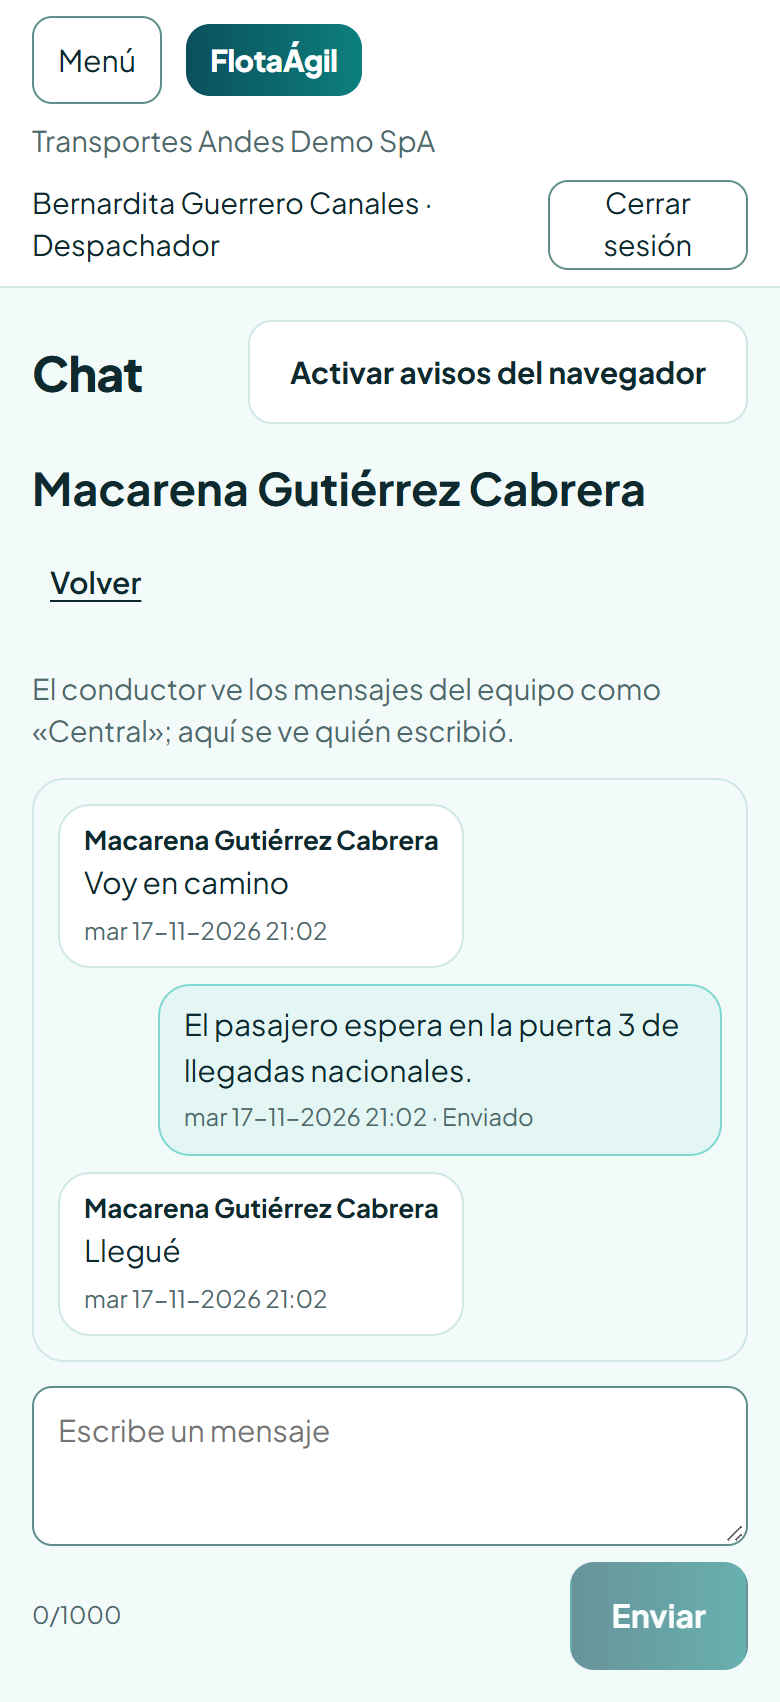 Menú
FlotaÁgil
Transportes Andes Demo SpA
Bernardita Guerrero Canales ·
Despachador
Cerrar
sesión
Chat
Activar avisos del navegador
Macarena Gutiérrez Cabrera
Volver
El conductor ve los mensajes del equipo como
«Central»; aquí se ve quién escribió.
Macarena Gutiérrez Cabrera
Voy en camino
mar 17-11-2026 21:02
El pasajero espera en la puerta 3 de
llegadas nacionales.
mar 17-11-2026 21:02 · Enviado
Macarena Gutiérrez Cabrera
Llegué
mar 17-11-2026 21:02
Escribe un mensaje
0/1000
Enviar